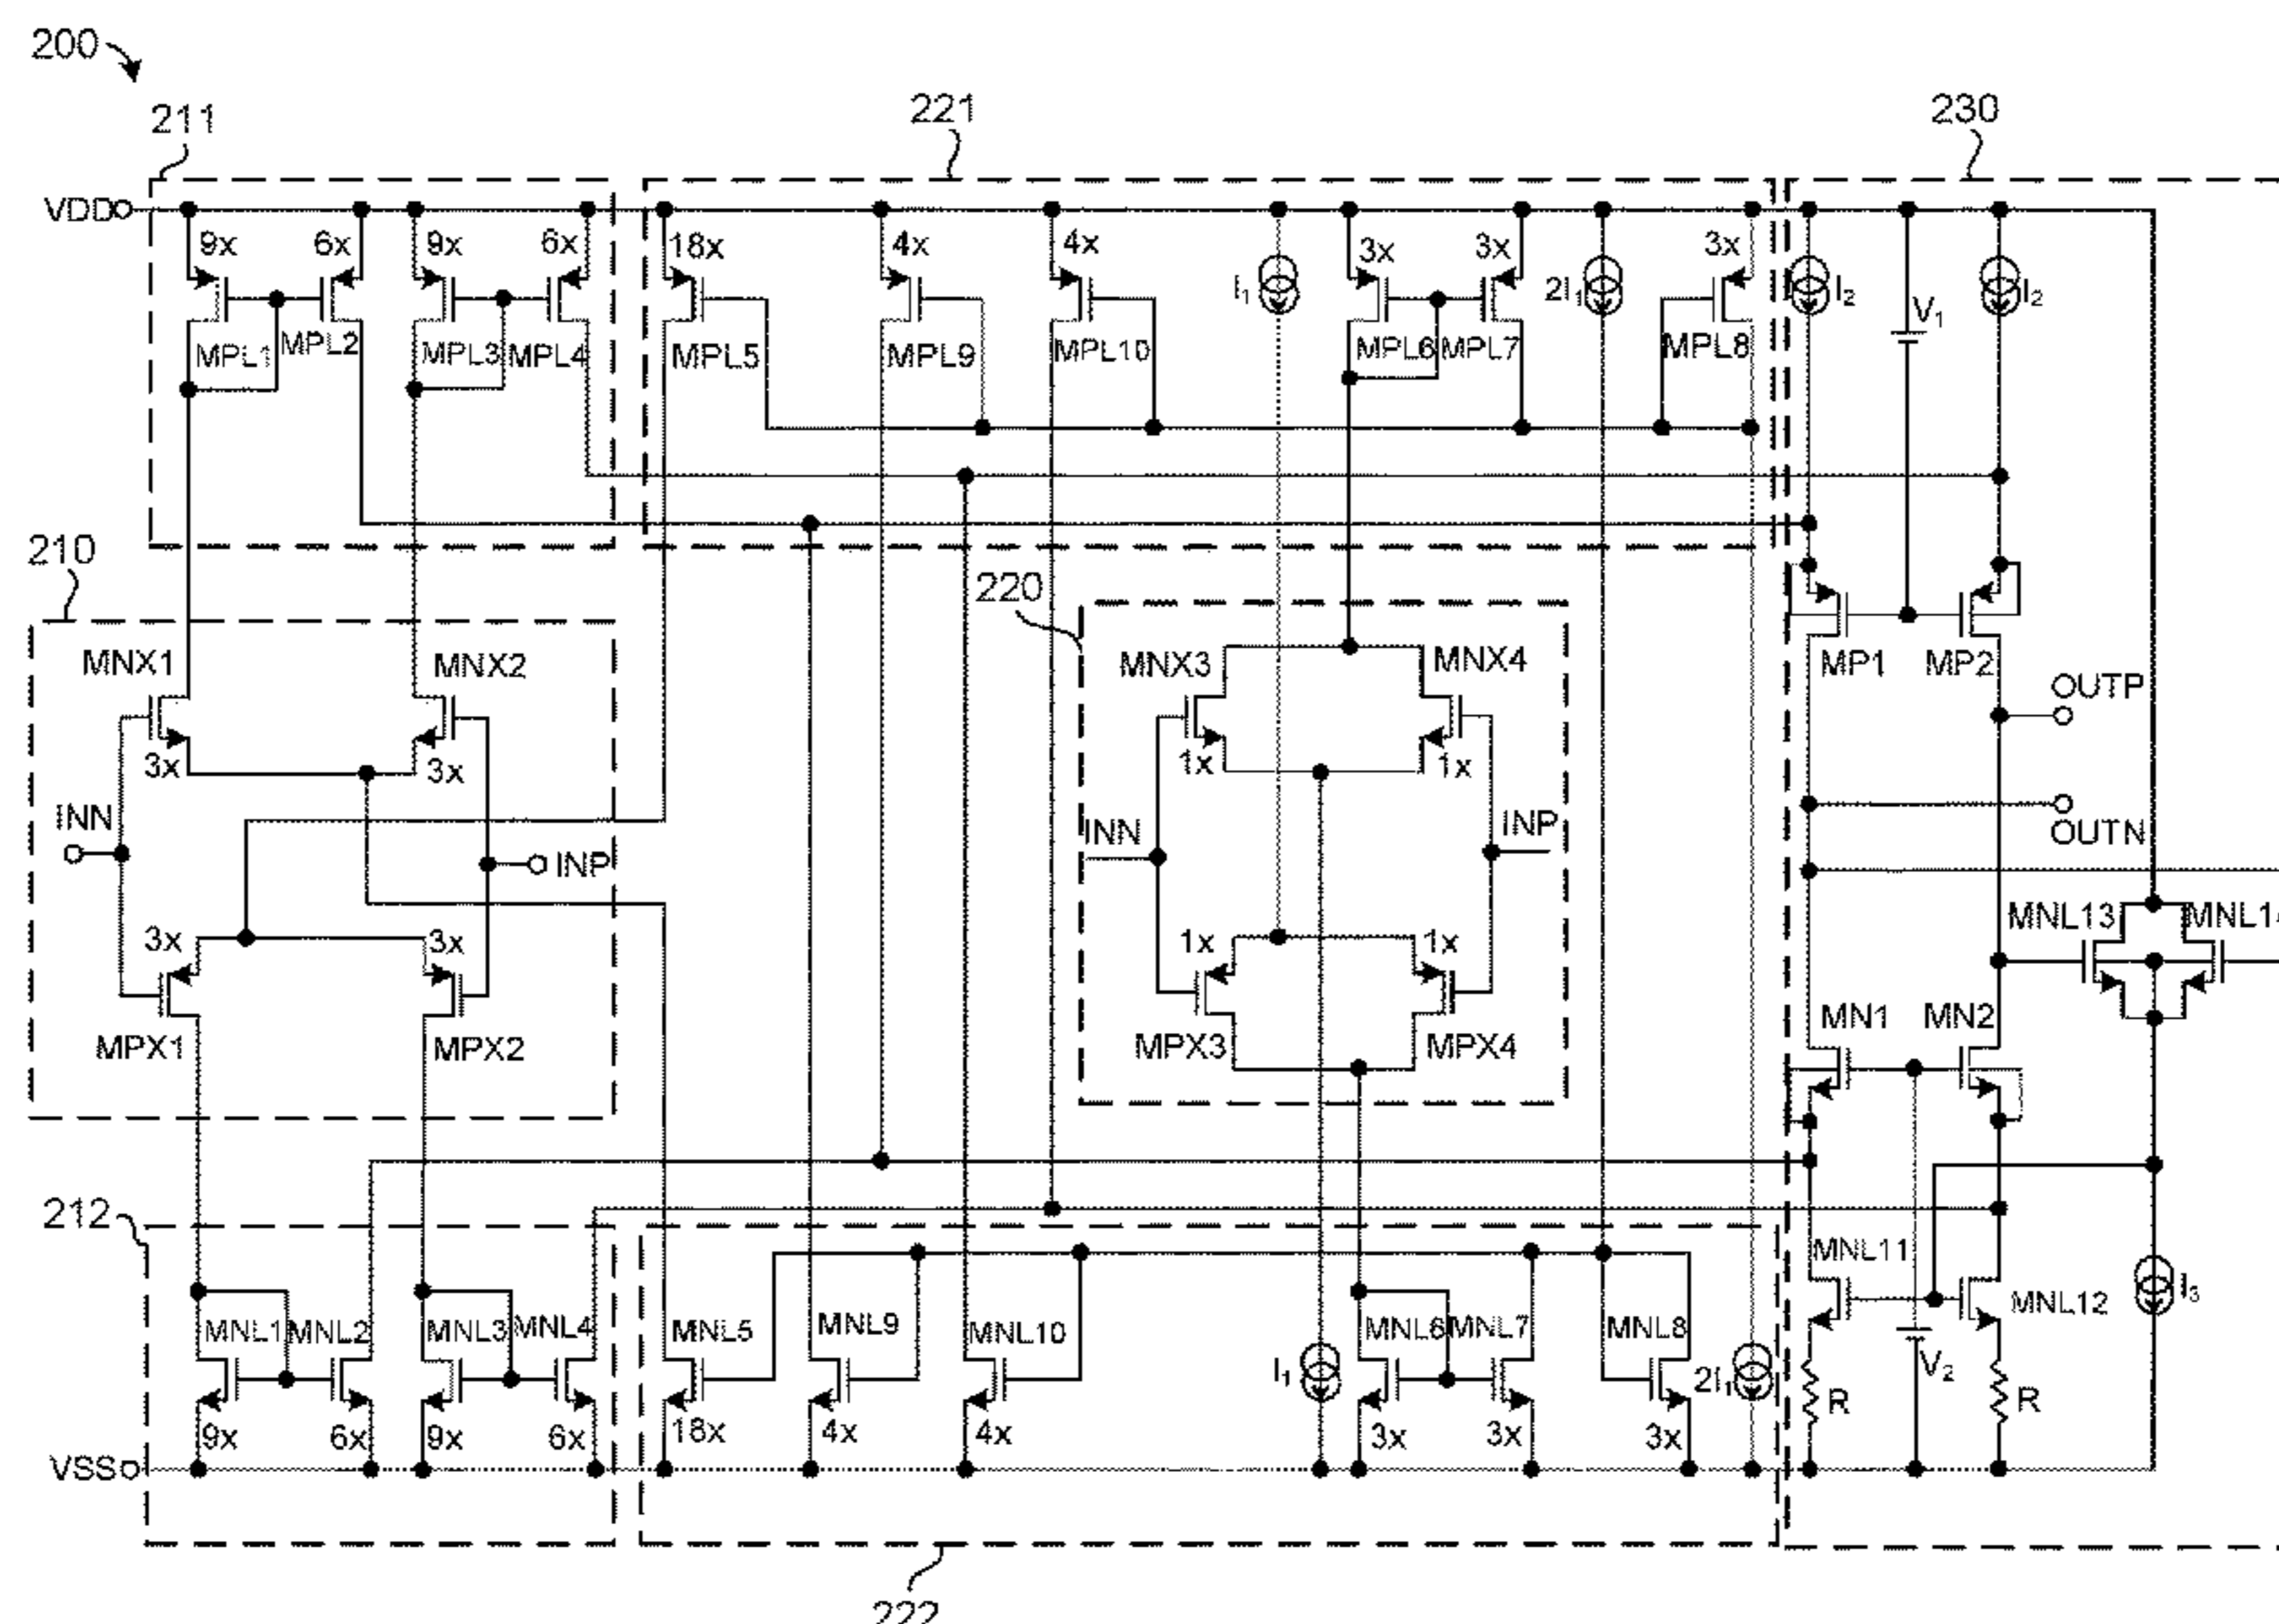 200
211
221
230
VDD
9x
6x
9x
6x
18x
4x
4x
I₁
3x
3x
2I₁
3x
I₂
V₁
I₂
MPL1
MPL2
MPL3
MPL4
MPL5
MPL9
MPL10
MPL6
MPL7
MPL8
210
220
MNX1
MNX2
MNX3
MNX4
MP1
MP2
OUTP
3x
3x
1x
1x
INN
INP
INN
INP
OUTN
3x
3x
1x
1x
MNL13
MPX1
MPX2
MPX3
MPX4
MN1
MN2
212
MNL1
MNL2
MNL3
MNL4
MNL5
MNL9
MNL10
MNL6
MNL7
MNL8
MNL11
MNL12
I₃
I₁
2I₁
V₂
R
R
9x
6x
9x
6x
18x
4x
4x
3x
3x
3x
VSS
222